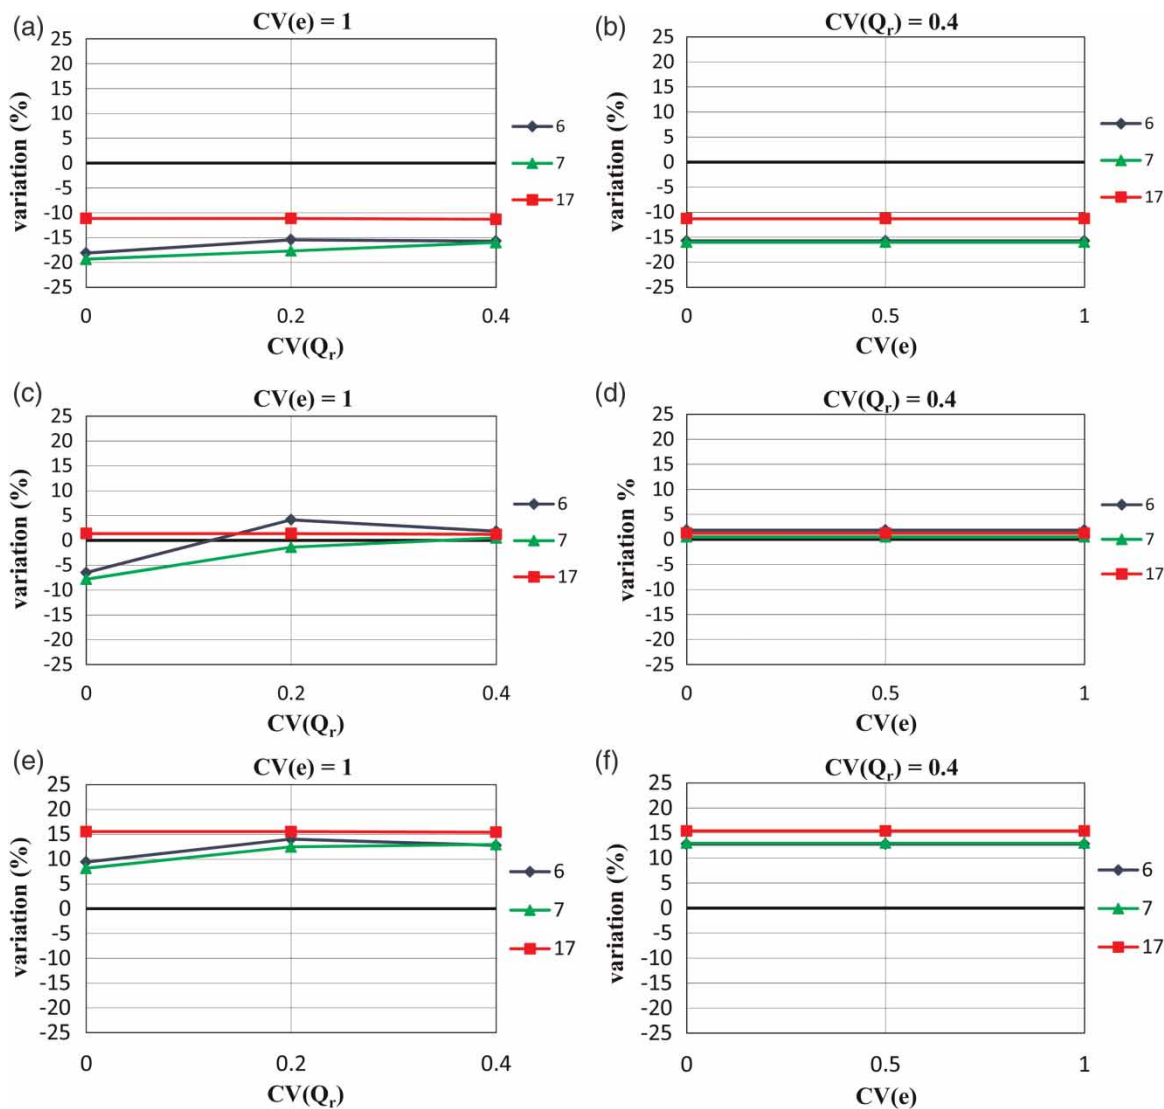 (a)
CV(e) = 1
variation (%)
25
20
15
10
5
0
-5
-10
-15
-20
-25
0 0.2 0.4
CV(Qr)
6
7
17
(b)
CV(Qr) = 0.4
variation (%)
25
20
15
10
5
0
-5
-10
-15
-20
-25
0 0.5 1
CV(e)
6
7
17
(c)
CV(e) = 1
variation (%)
25
20
15
10
5
0
-5
-10
-15
-20
-25
0 0.2 0.4
CV(Qr)
6
7
17
(d)
CV(Qr) = 0.4
variation %
25
20
15
10
5
0
-5
-10
-15
-20
-25
0 0.5 1
CV(e)
6
7
17
(e)
CV(e) = 1
variation (%)
25
20
15
10
5
0
-5
-10
-15
-20
-25
0 0.2 0.4
CV(Qr)
6
7
17
(f)
CV(Qr) = 0.4
variation (%)
25
20
15
10
5
0
-5
-10
-15
-20
-25
0 0.5 1
CV(e)
6
7
17